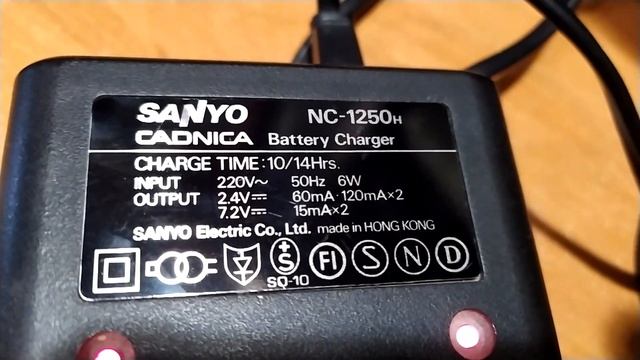 SANYO NC-1250H
CADNICA Battery Charger
CHARGE TIME:10/14Hrs.
INPUT 220V~ 50Hz 6W
OUTPUT 2.4V⎓ 60mA·120mA×2
7.2V⎓ 15mA×2
SANYO Electric Co., Ltd. made in HONG KONG
+S FI S N D
SQ-10